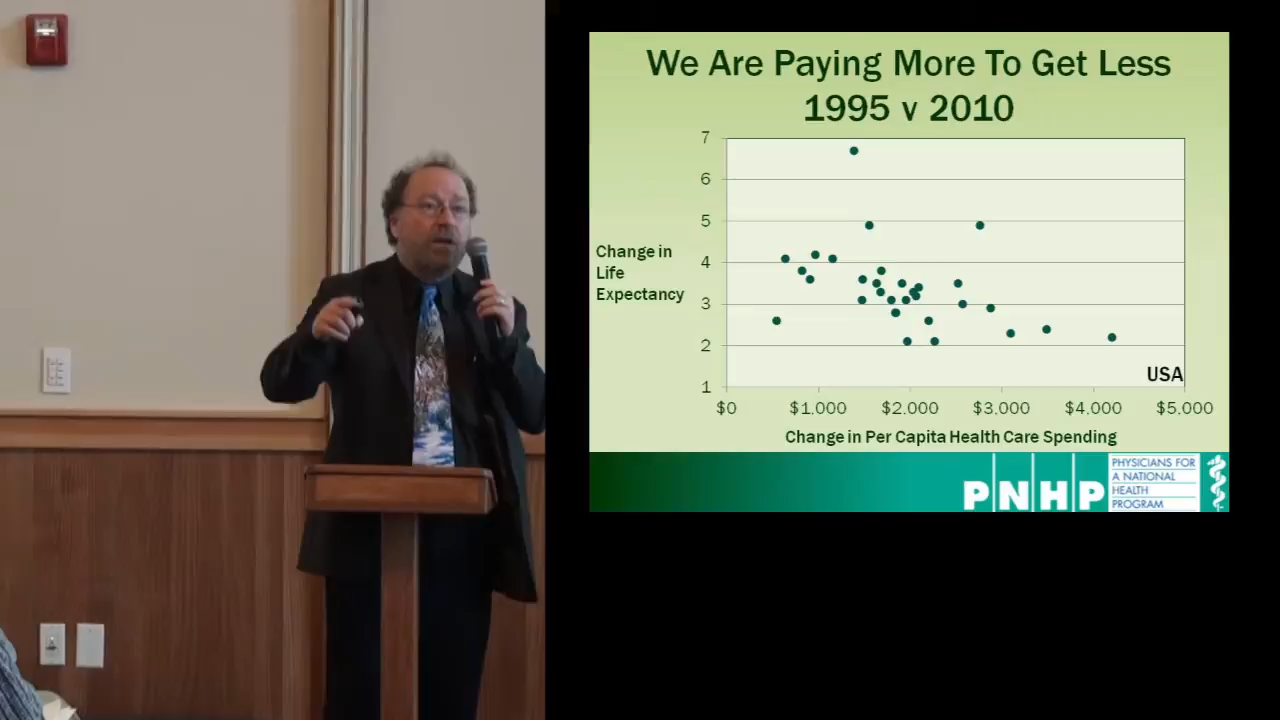 We Are Paying More To Get Less
1995 v 2010
7
6
5
4
3
2
1
Change in
Life
Expectancy
USA
$0 $1,000 $2,000 $3,000 $4,000 $5,000
Change in Per Capita Health Care Spending
PNHP
PHYSICIANS FOR
A NATIONAL
HEALTH
PROGRAM